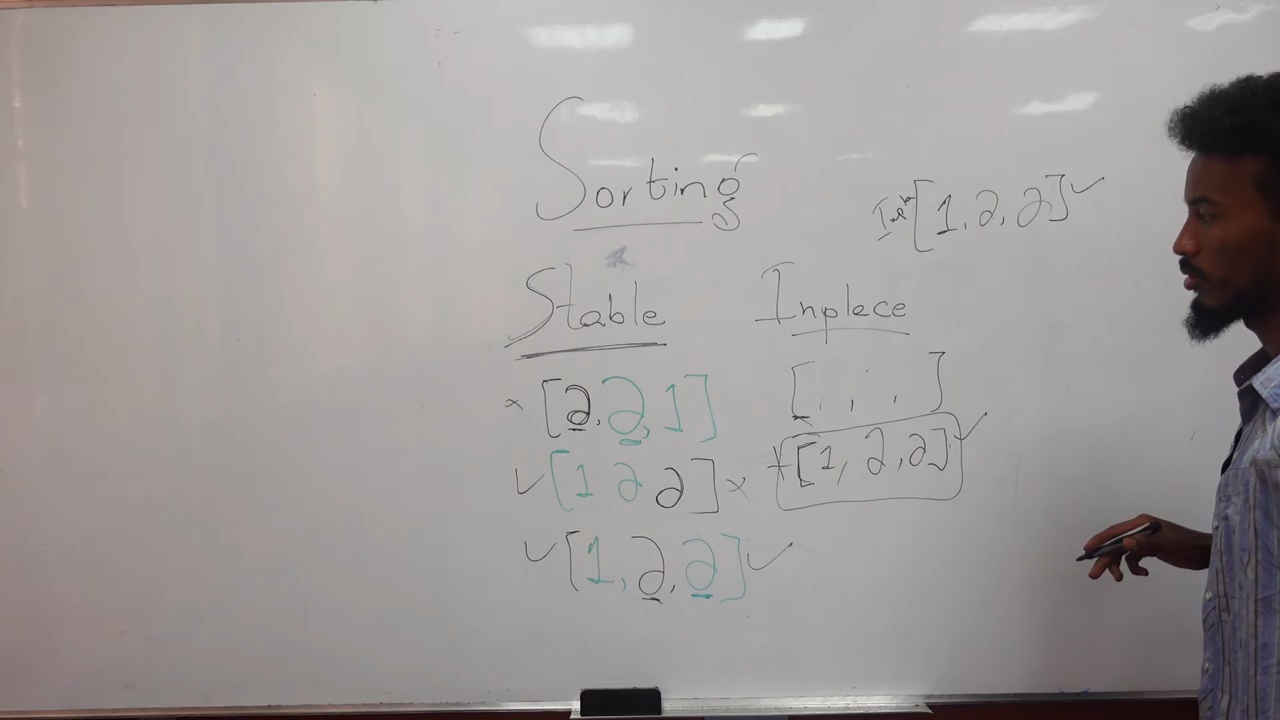 Sorting
[1, 2, 2] ✓
Stable
Inplece
× [2, 2, 1]
[ , , ]
✓ [1 2 2] ×
[1, 2, 2] ✓
✓ [1, 2, 2] ✓